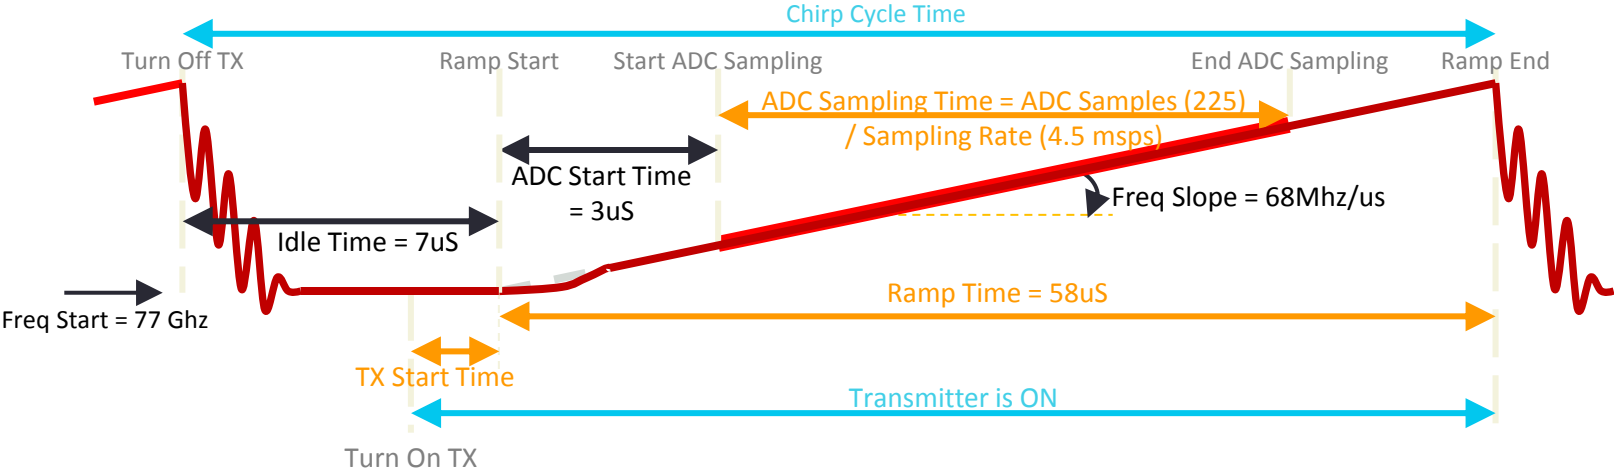 Chirp Cycle Time
Turn Off TX
Ramp Start
Start ADC Sampling
End ADC Sampling
Ramp End
ADC Sampling Time = ADC Samples (225)
/ Sampling Rate (4.5 msps)
ADC Start Time
= 3uS
Freq Slope = 68Mhz/us
Idle Time = 7uS
Ramp Time = 58uS
Freq Start = 77 Ghz
TX Start Time
Transmitter is ON
Turn On TX